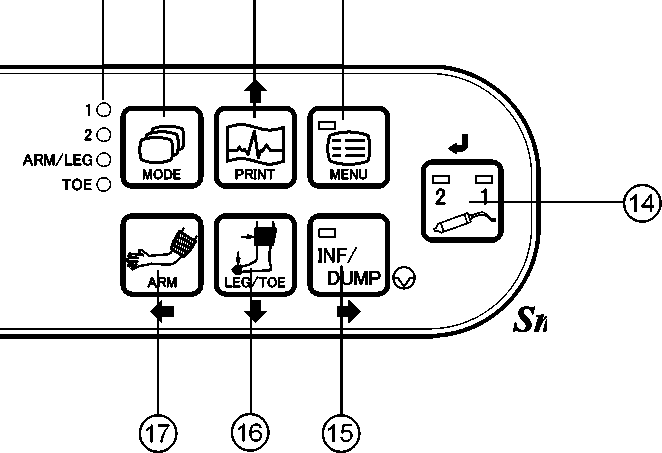 1
2
ARM/LEG
TOE
MODE
PRINT
MENU
2 1
14
ARM
LEG/TOE
INF/
DUMP
Sn
17
16
15